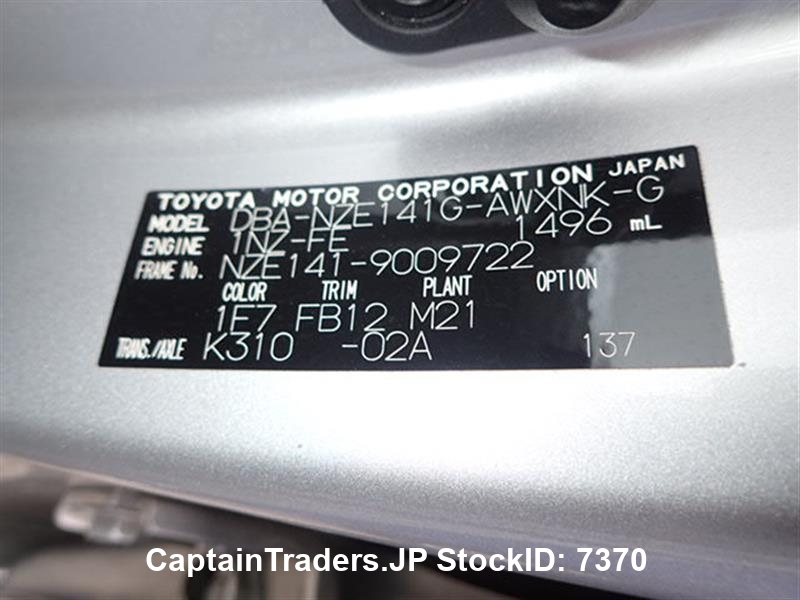 TOYOTA MOTOR CORPORATION JAPAN
MODEL DBA-NZE141G-AWXNK-G
ENGINE 1NZ-FE 1496 mL
FRAME No. NZE141-9009722
COLOR TRIM PLANT OPTION
1E7 FB12 M21
TRANS./AXLE K310 -02A 137
CaptainTraders.JP StockID: 7370